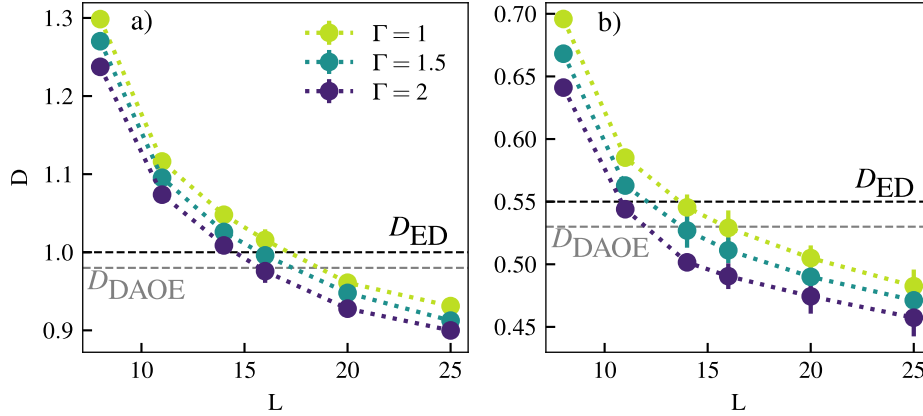 a)
Γ = 1
Γ = 1.5
Γ = 2
D_ED
D_DAOE
D
1.3
1.2
1.1
1.0
0.9
10
15
20
25
L
b)
D_ED
D_DAOE
0.70
0.65
0.60
0.55
0.50
0.45
10
15
20
25
L